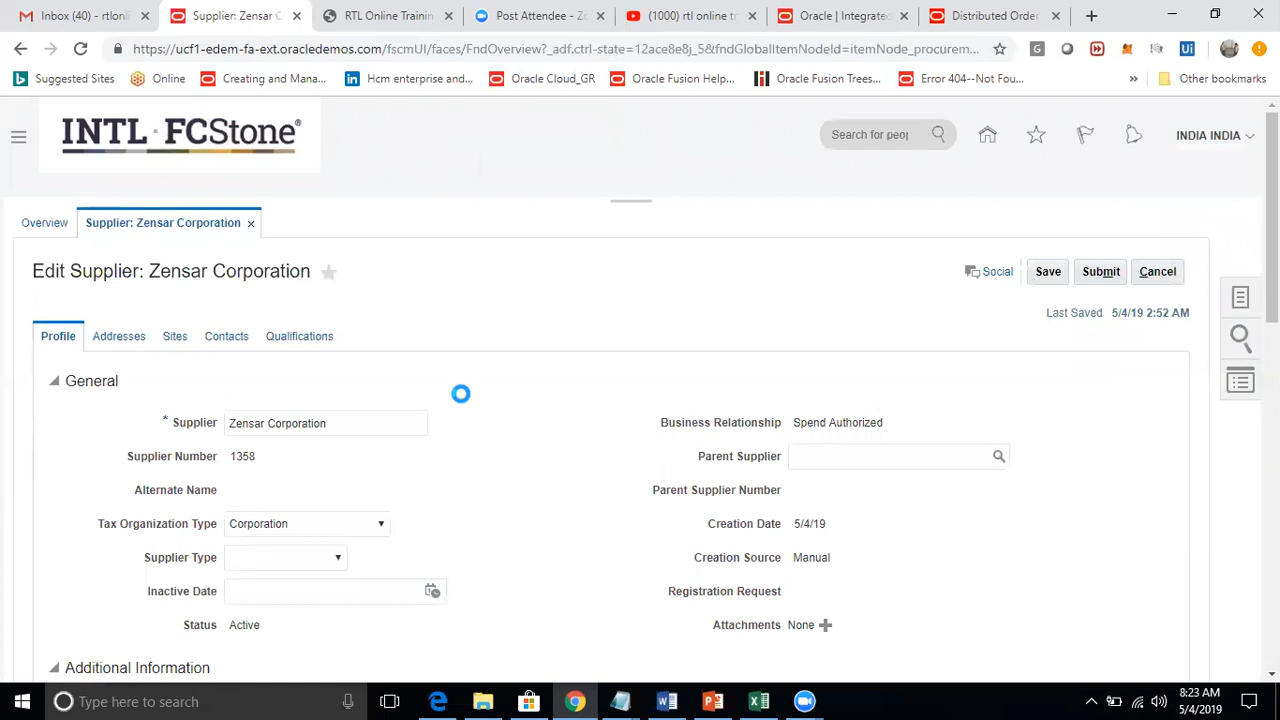 (40) Inbox - rtlonli
Supplier: Zensar C
RTL Online Training
Post Attendee - Zo
(1000) rtl online tr
Oracle | Integrated
Distributed Order
https://ucf1-edem-fa-ext.oracledemos.com/fscmUI/faces/FndOverview?_adf.ctrl-state=12ace8e8j_5&fndGlobalItemNodeId=itemNode_procurem...
Suggested Sites
Online
Creating and Mana...
Hcm enterprise and...
Oracle Cloud_GR
Oracle Fusion Help...
Oracle Fusion Trees...
Error 404--Not Fou...
Other bookmarks
INTL FCStone®
Search for peop
INDIA INDIA
Overview
Supplier: Zensar Corporation
Edit Supplier: Zensar Corporation
Social
Save
Submit
Cancel
Last Saved 5/4/19 2:52 AM
Profile
Addresses
Sites
Contacts
Qualifications
General
* Supplier Zensar Corporation
Business Relationship Spend Authorized
Supplier Number 1358
Parent Supplier
Alternate Name
Parent Supplier Number
Tax Organization Type Corporation
Creation Date 5/4/19
Supplier Type
Creation Source Manual
Inactive Date
Registration Request
Status Active
Attachments None
Additional Information
Type here to search
8:23 AM
5/4/2019